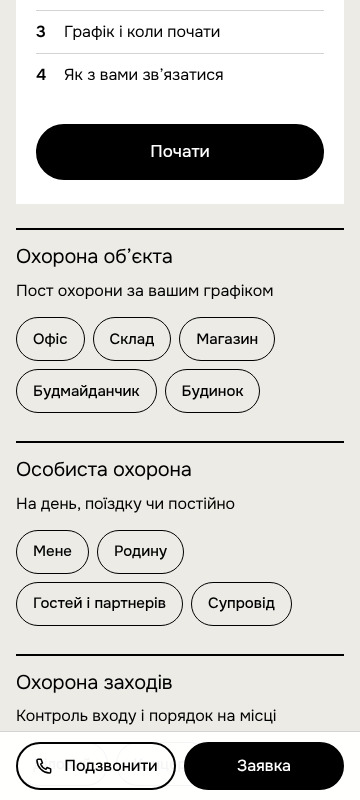 3 Графік і коли почати
4 Як з вами зв’язатися
Почати
Охорона об’єкта
Пост охорони за вашим графіком
Офіс Склад Магазин
Будмайданчик Будинок
Особиста охорона
На день, поїздку чи постійно
Мене Родину
Гостей і партнерів Супровід
Охорона заходів
Контроль входу і порядок на місці
Подзвонити Заявка